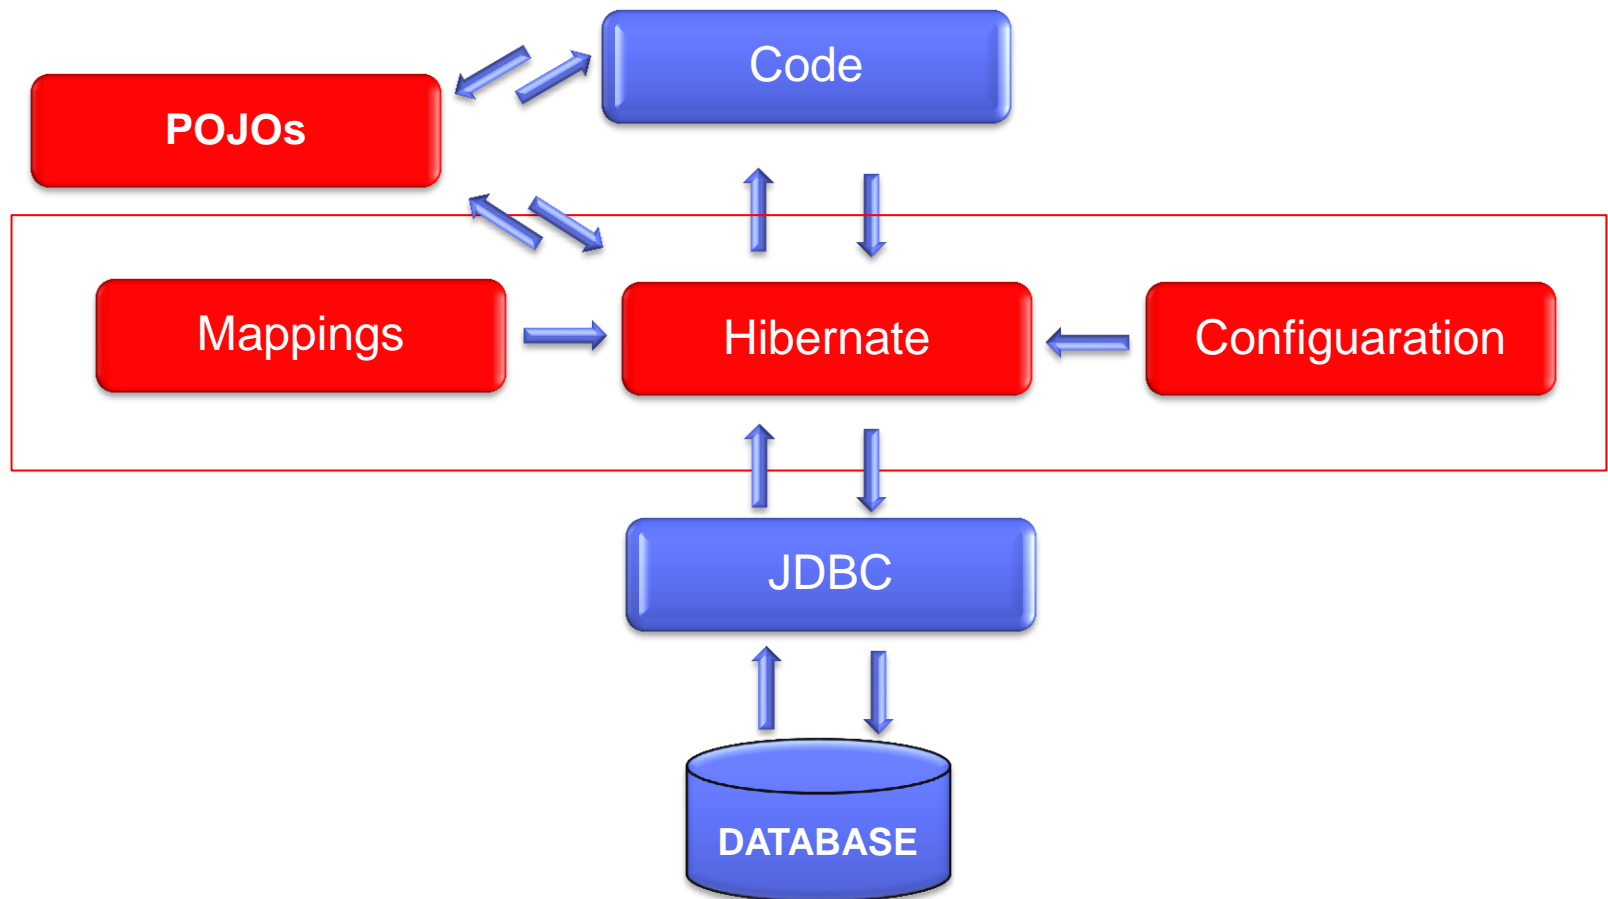 Code
POJOs
Mappings
Hibernate
Configuaration
JDBC
DATABASE